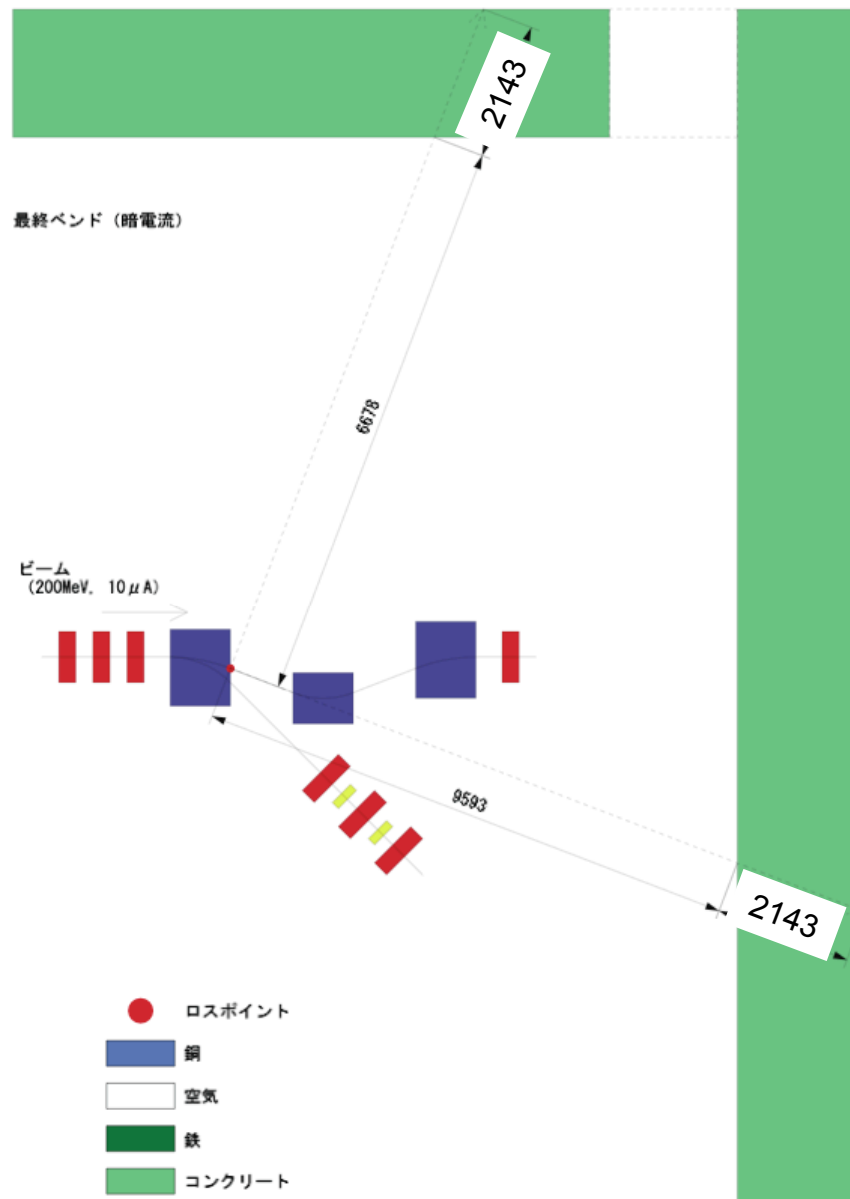 2143
最終ベンド（暗電流）
6678
ビーム
（200MeV. 10μA）
9593
2143
ロスポイント
銅
空気
鉄
コンクリート